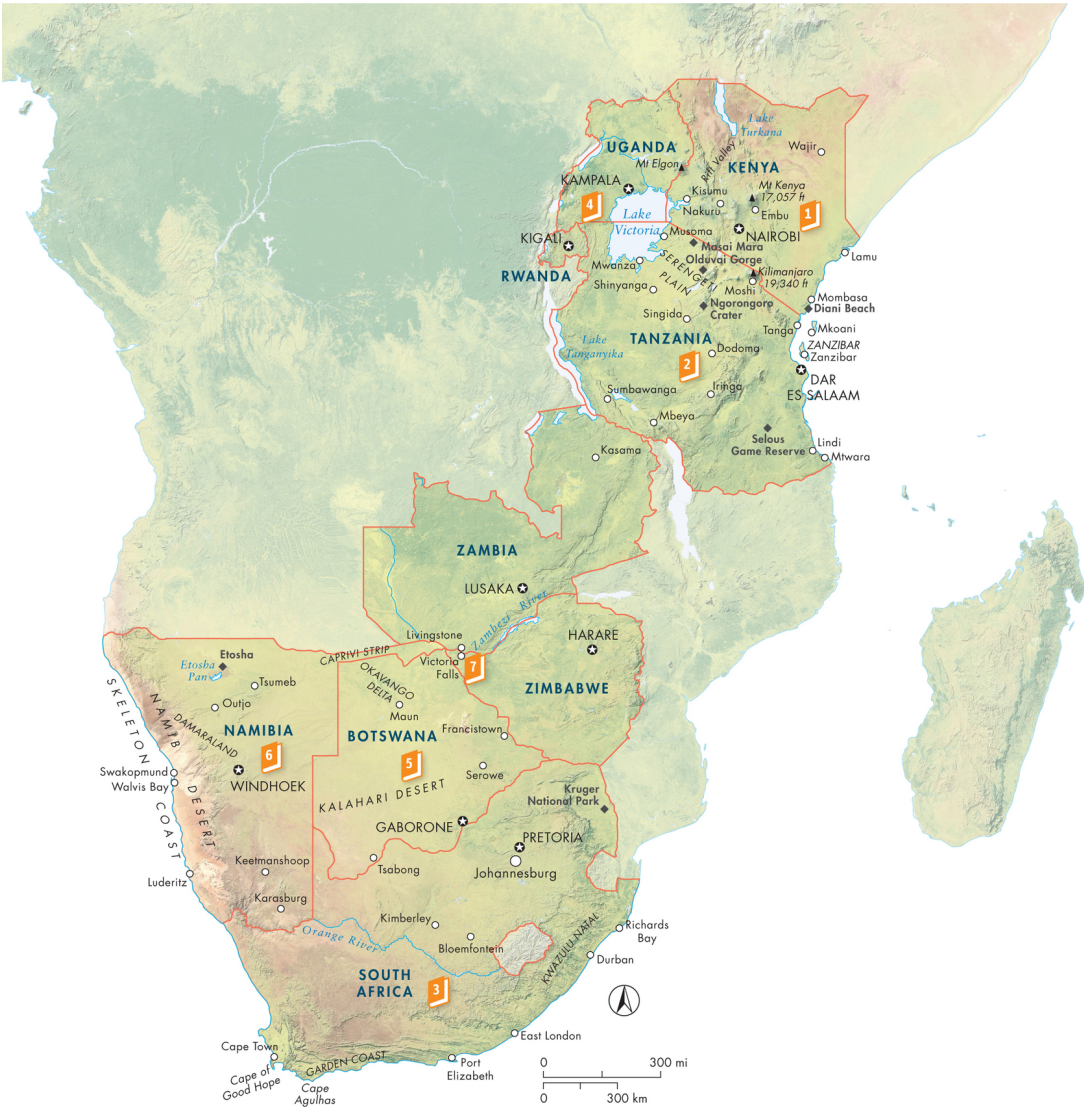 UGANDA
Mt Elgon
KAMPALA
4
Lake
Turkana
Wajir
Rift Valley
KENYA
Mt Kenya
17,057 ft
Kisumu
Nakuru
Embu
1
NAIROBI
Lake
Victoria
KIGALI
RWANDA
Musoma
Masai Mara
Olduvai Gorge
Lamu
Mwanza
SERENGETI
PLAIN
Shinyanga
Kilimanjaro
19,340 ft
Moshi
Ngorongoro
Crater
Mombasa
Diani Beach
Singida
Tanga
Mkoani
TANZANIA
2
Dodoma
ZANZIBAR
Zanzibar
Lake
Tanganyika
DAR
ES SALAAM
Sumbawanga
Iringa
Mbeya
Selous
Game Reserve
Lindi
Mtwara
Kasama
ZAMBIA
LUSAKA
Zambezi River
Livingstone
HARARE
CAPRIVI STRIP
Victoria
Falls
7
ZIMBABWE
Etosha
Etosha
Pan
Tsumeb
Outjo
OKAVANGO
DELTA
Maun
SKELETON COAST
NAMIB DESERT
DAMARALAND
NAMIBIA
6
BOTSWANA
5
Francistown
Swakopmund
Walvis Bay
WINDHOEK
Serowe
KALAHARI DESERT
Kruger
National Park
GABORONE
PRETORIA
Johannesburg
Keetmanshoop
Tsabong
Luderitz
Karasburg
Kimberley
Orange River
Bloemfontein
KWAZULU NATAL
Richards
Bay
Durban
SOUTH
AFRICA
3
East London
Cape Town
Cape of
Good Hope
GARDEN COAST
Cape
Agulhas
Port
Elizabeth
0
300 mi
0
300 km